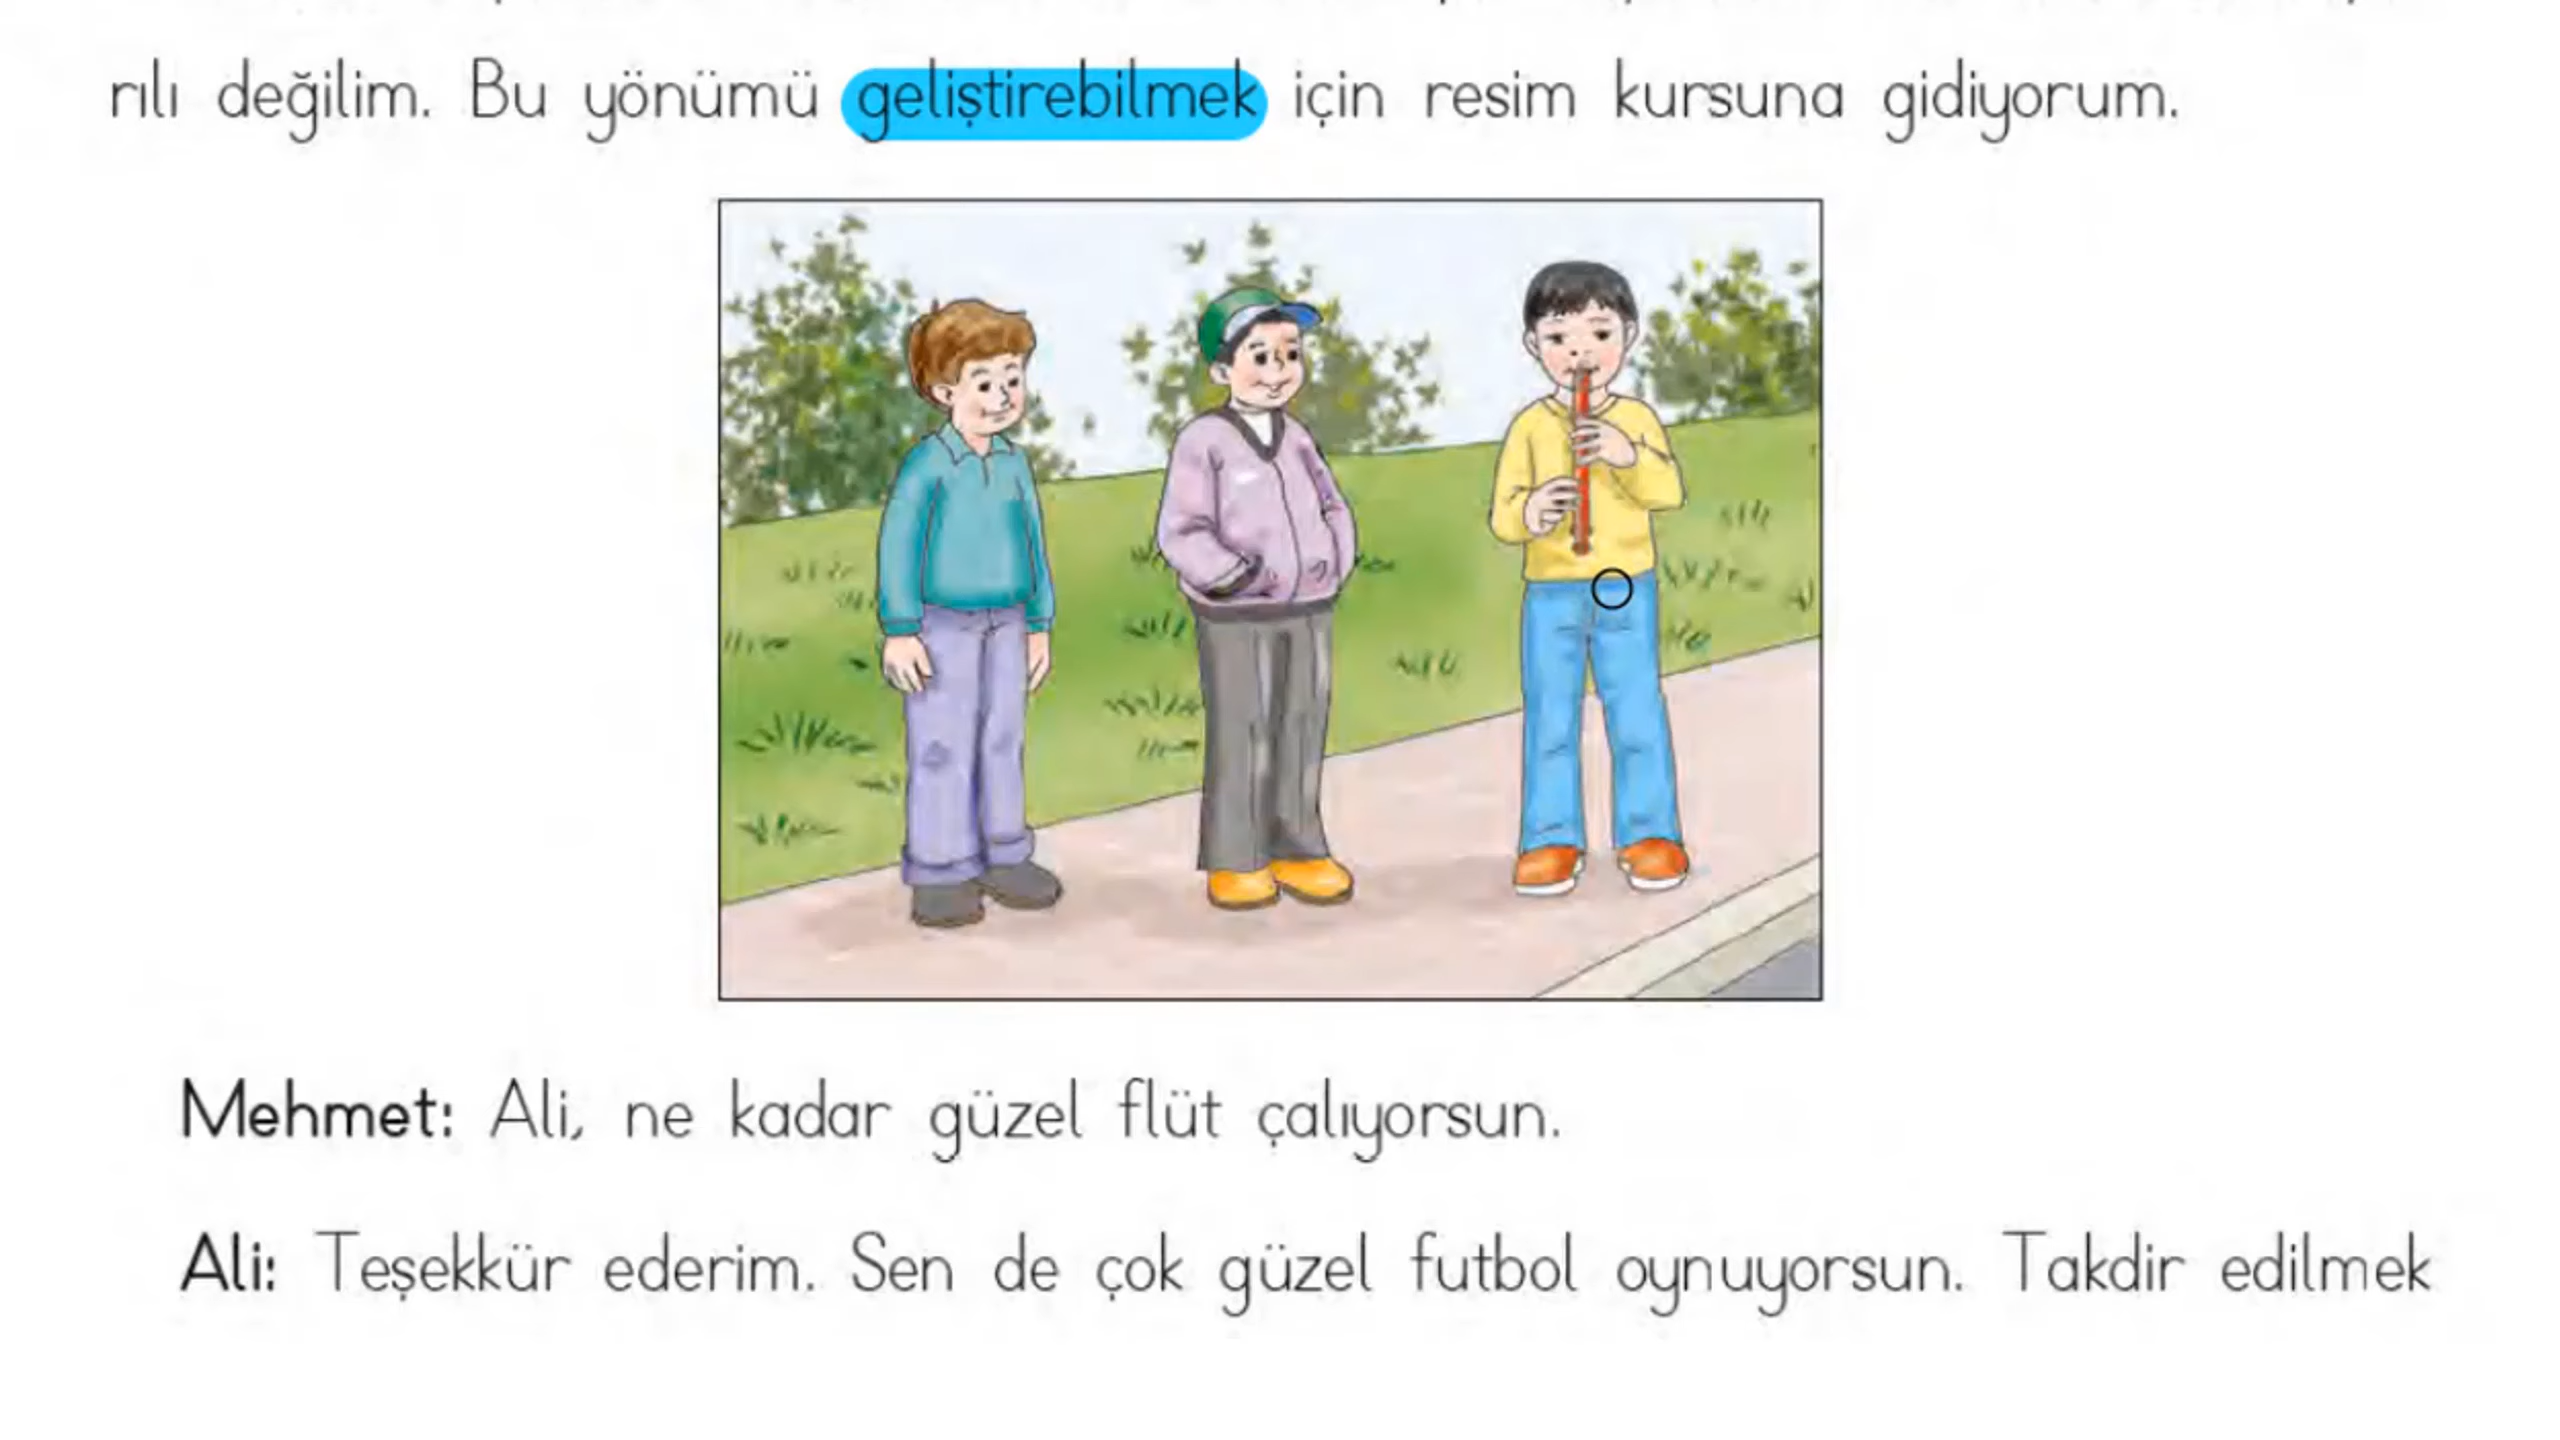 rılı değilim. Bu yönümü geliştirebilmek için resim kursuna gidiyorum.
Mehmet: Ali, ne kadar güzel flüt çalıyorsun.
Ali: Teşekkür ederim. Sen de çok güzel futbol oynuyorsun. Takdir edilmek